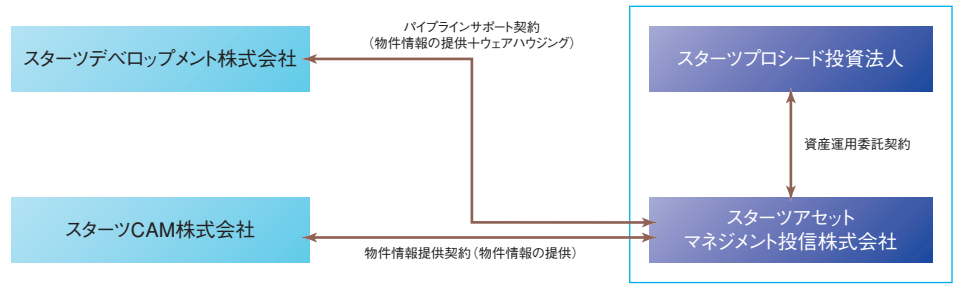 パイプラインサポート契約
（物件情報の提供＋ウェアハウジング）
スターツデベロップメント株式会社
スターツプロシード投資法人
資産運用委託契約
スターツCAM株式会社
スターツアセット
マネジメント投信株式会社
物件情報提供契約（物件情報の提供）